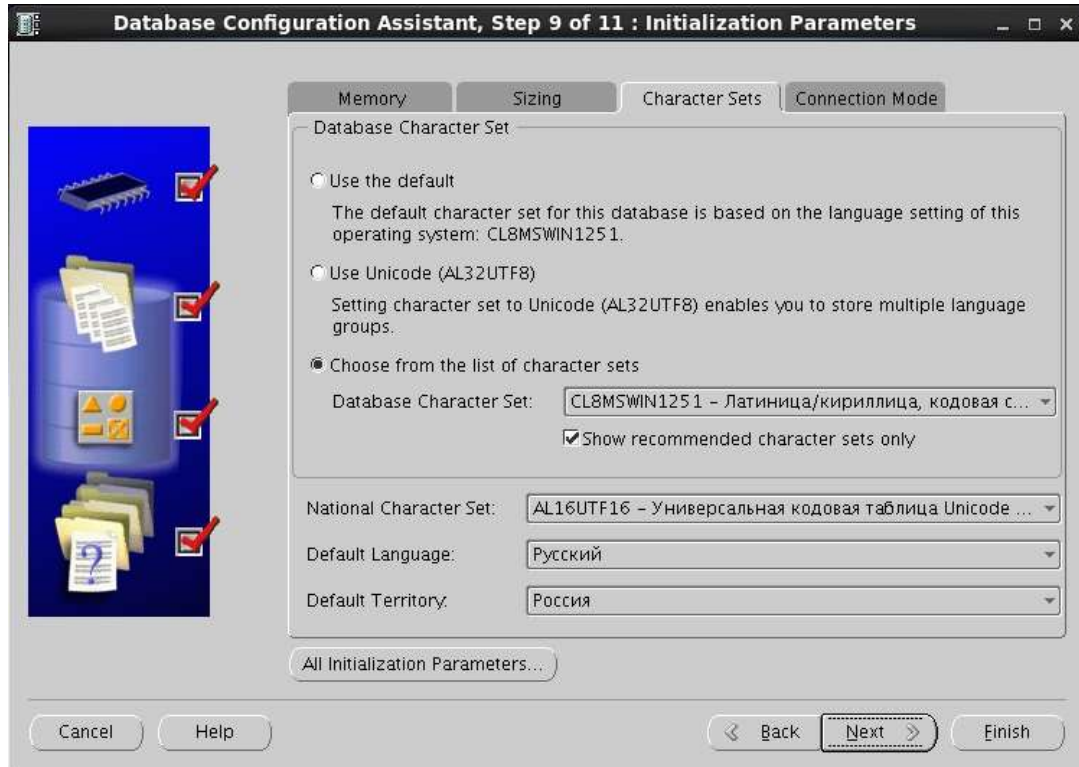 Database Configuration Assistant, Step 9 of 11 : Initialization Parameters
Memory
Sizing
Character Sets
Connection Mode
Database Character Set
Use the default
The default character set for this database is based on the language setting of this
operating system: CL8MSWIN1251.
Use Unicode (AL32UTF8)
Setting character set to Unicode (AL32UTF8) enables you to store multiple language
groups.
Choose from the list of character sets
Database Character Set: CL8MSWIN1251 – Латиница/кириллица, кодовая с...
Show recommended character sets only
National Character Set: AL16UTF16 – Универсальная кодовая таблица Unicode ...
Default Language: Русский
Default Territory: Россия
All Initialization Parameters...
Cancel
Help
Back
Next
Finish